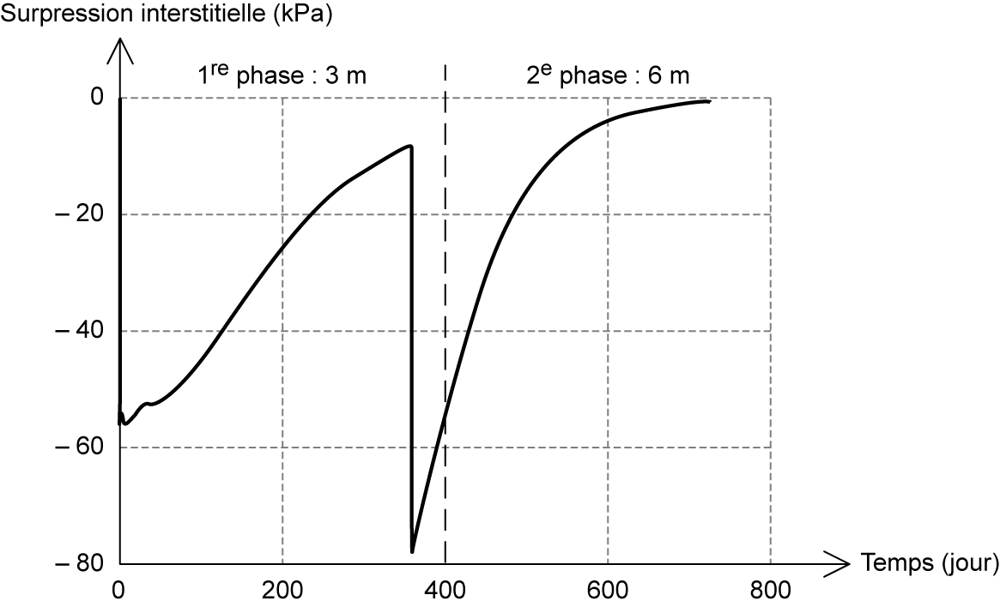 Surpression interstitielle (kPa)
1re phase : 3 m
2e phase : 6 m
0
– 20
– 40
– 60
– 80
0 200 400 600 800
Temps (jour)